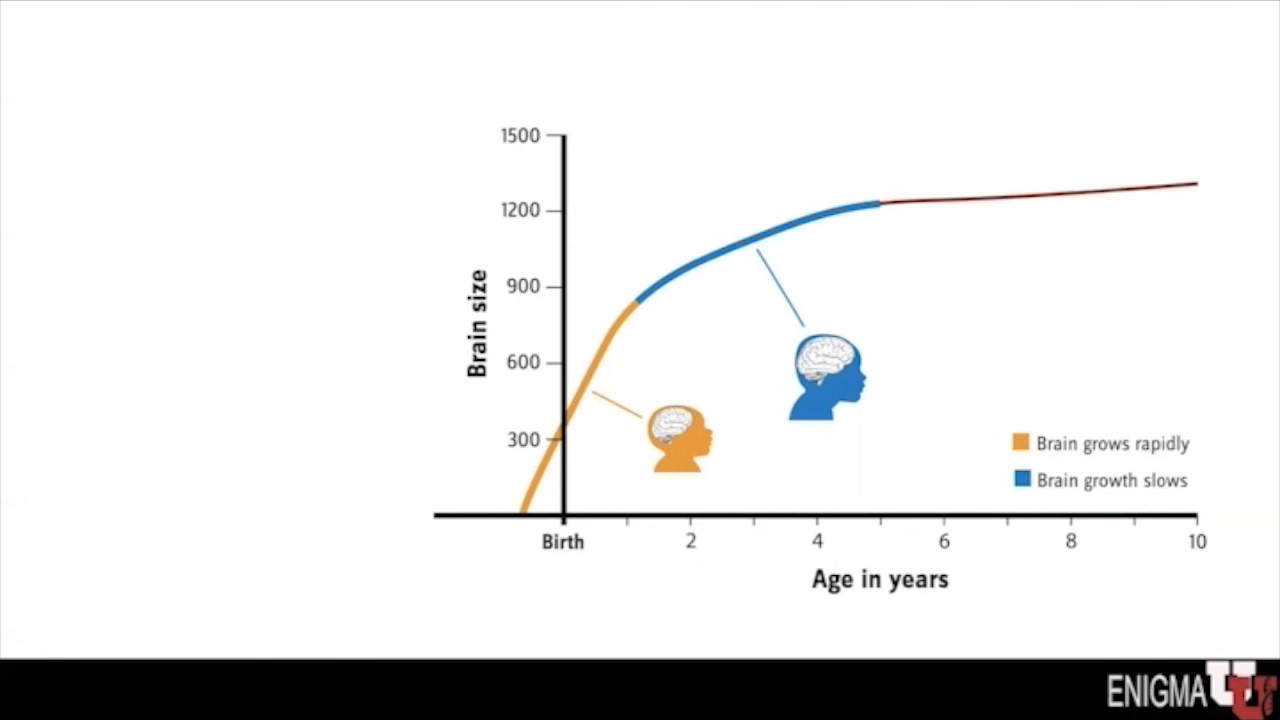 1500
1200
900
600
300
Brain size
Brain grows rapidly
Brain growth slows
Birth 2 4 6 8 10
Age in years
ENIGMA U